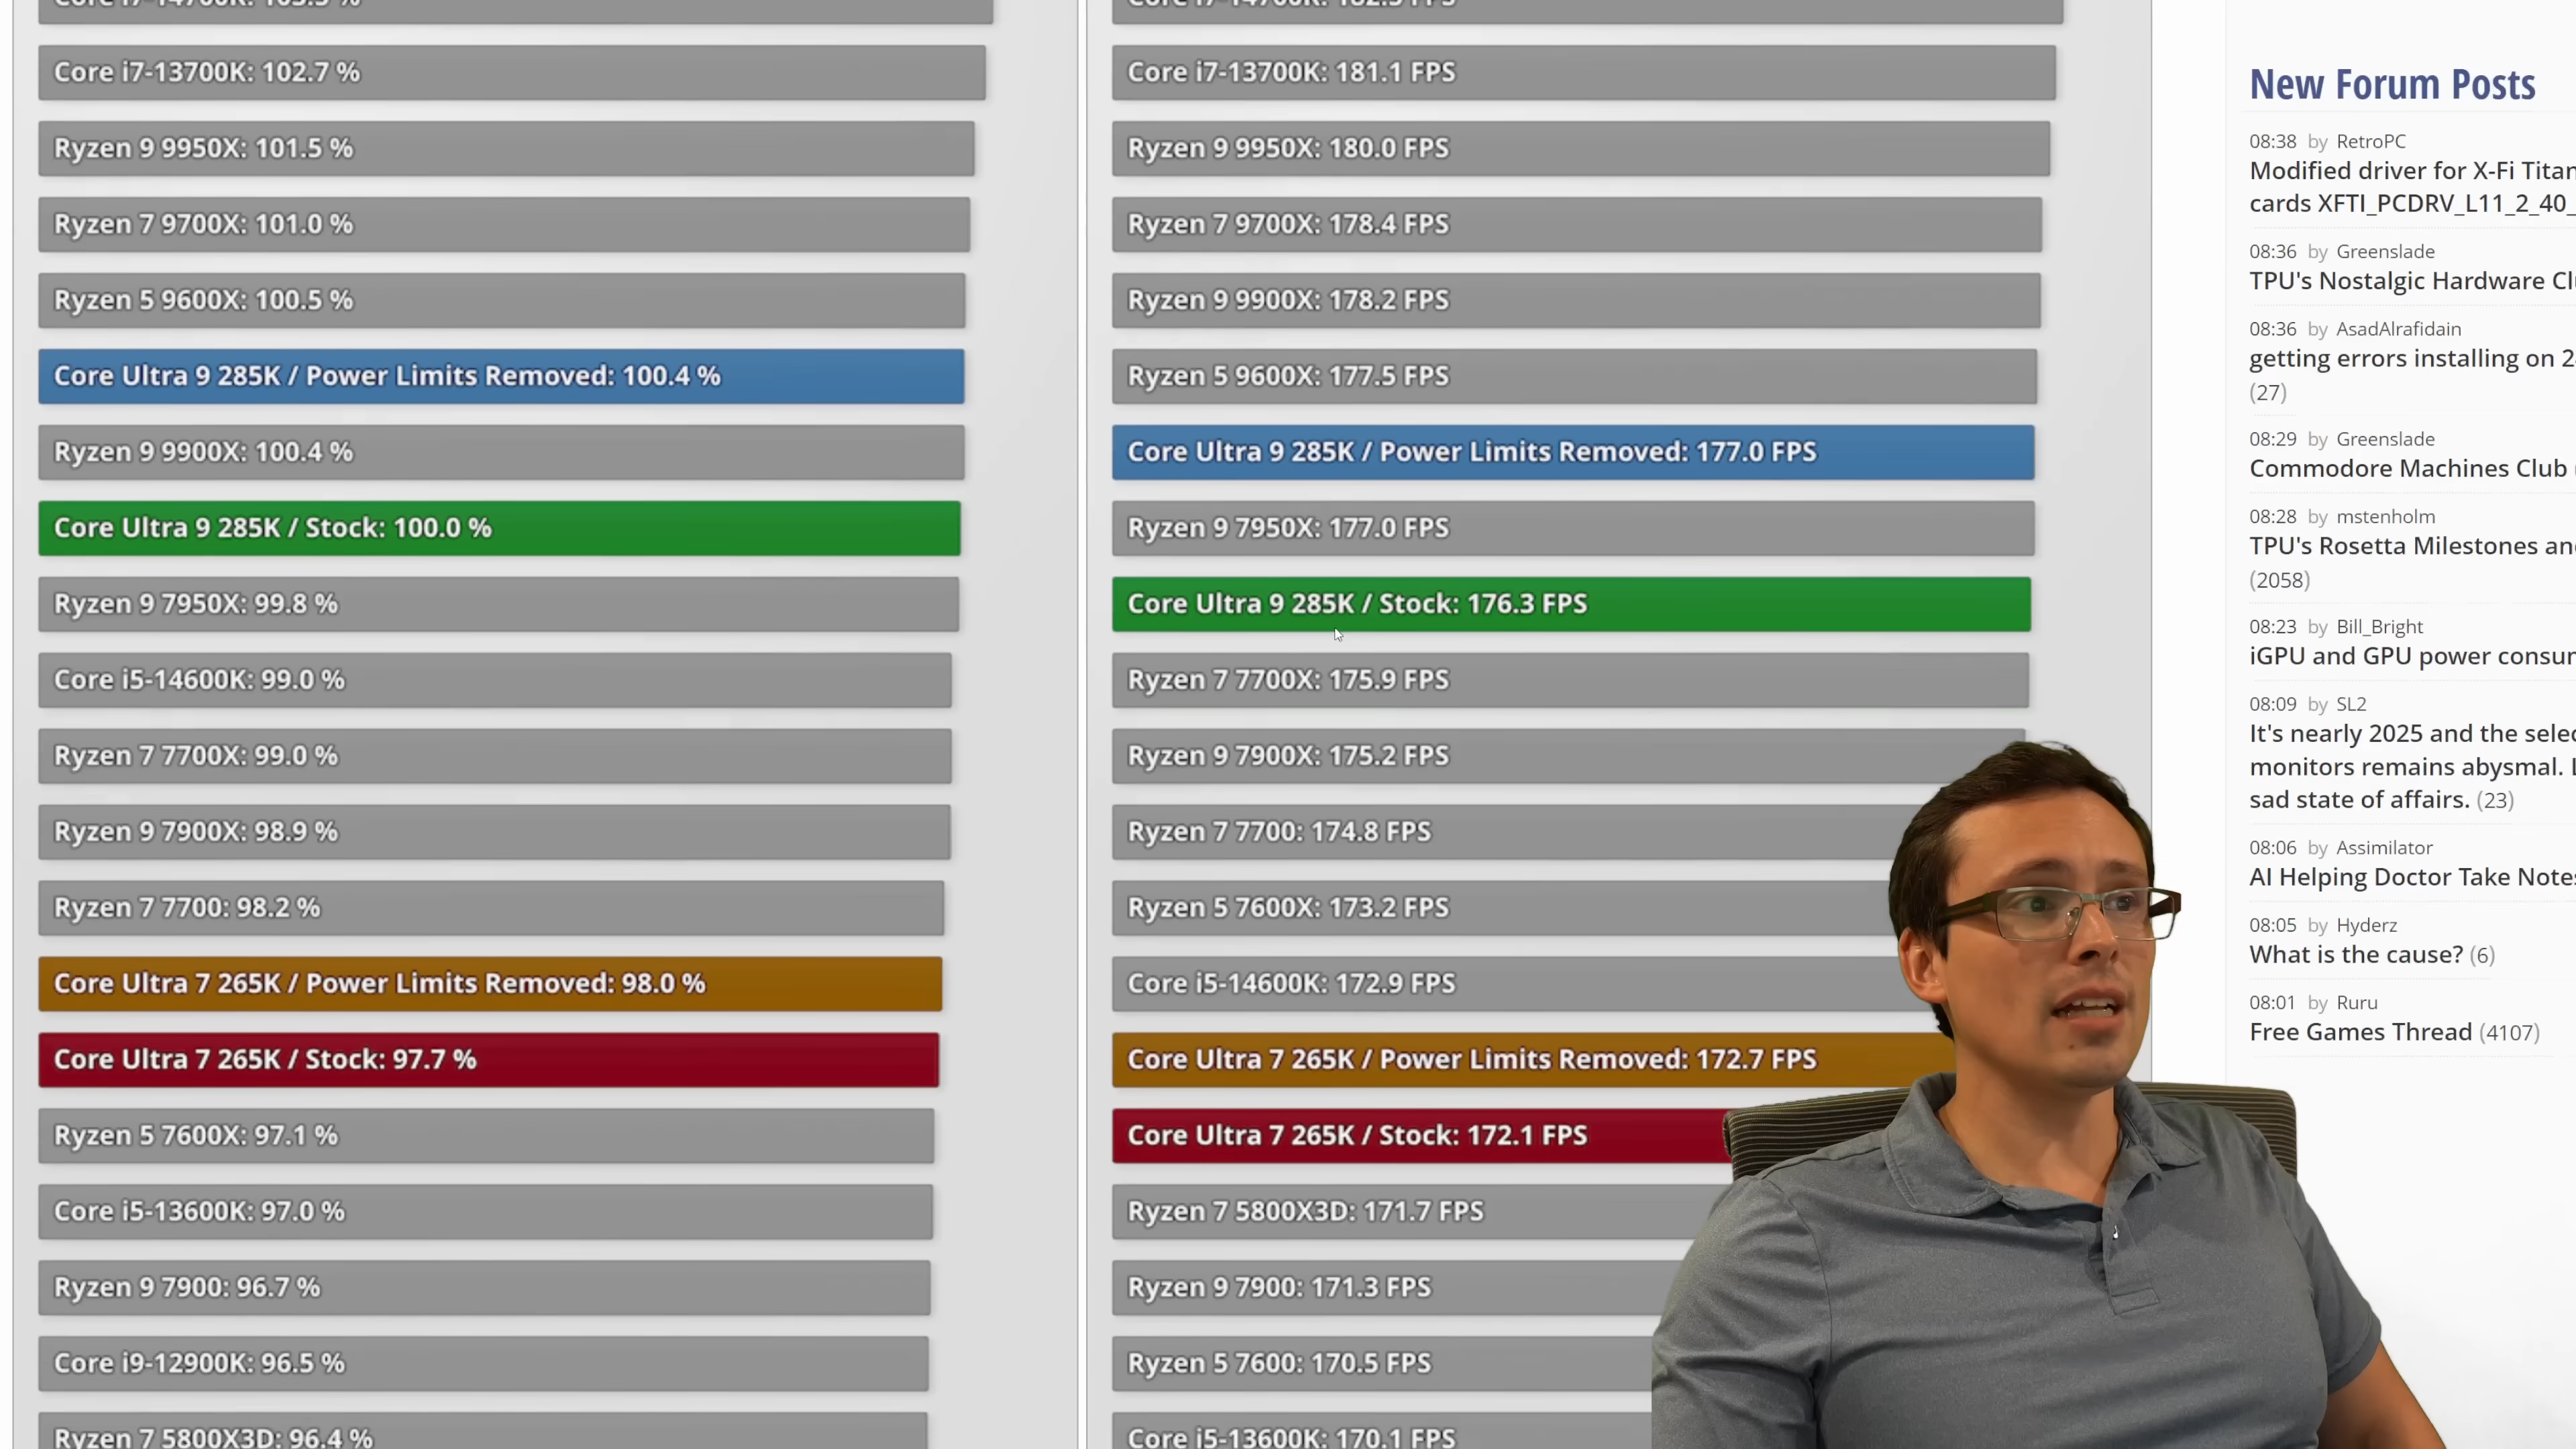 Core i7-14700K: 103.5 %
Core i7-13700K: 102.7 %
Ryzen 9 9950X: 101.5 %
Ryzen 7 9700X: 101.0 %
Ryzen 5 9600X: 100.5 %
Core Ultra 9 285K / Power Limits Removed: 100.4 %
Ryzen 9 9900X: 100.4 %
Core Ultra 9 285K / Stock: 100.0 %
Ryzen 9 7950X: 99.8 %
Core i5-14600K: 99.0 %
Ryzen 7 7700X: 99.0 %
Ryzen 9 7900X: 98.9 %
Ryzen 7 7700: 98.2 %
Core Ultra 7 265K / Power Limits Removed: 98.0 %
Core Ultra 7 265K / Stock: 97.7 %
Ryzen 5 7600X: 97.1 %
Core i5-13600K: 97.0 %
Ryzen 9 7900: 96.7 %
Core i9-12900K: 96.5 %
Ryzen 7 5800X3D: 96.4 %
Core i7-14700K: 182.5 FPS
Core i7-13700K: 181.1 FPS
Ryzen 9 9950X: 180.0 FPS
Ryzen 7 9700X: 178.4 FPS
Ryzen 9 9900X: 178.2 FPS
Ryzen 5 9600X: 177.5 FPS
Core Ultra 9 285K / Power Limits Removed: 177.0 FPS
Ryzen 9 7950X: 177.0 FPS
Core Ultra 9 285K / Stock: 176.3 FPS
Ryzen 7 7700X: 175.9 FPS
Ryzen 9 7900X: 175.2 FPS
Ryzen 7 7700: 174.8 FPS
Ryzen 5 7600X: 173.2 FPS
Core i5-14600K: 172.9 FPS
Core Ultra 7 265K / Power Limits Removed: 172.7 FPS
Core Ultra 7 265K / Stock: 172.1 FPS
Ryzen 7 5800X3D: 171.7 FPS
Ryzen 9 7900: 171.3 FPS
Ryzen 5 7600: 170.5 FPS
Core i5-13600K: 170.1 FPS
New Forum Posts
08:38 by RetroPC
Modified driver for X-Fi Titan
cards XFTI_PCDRV_L11_2_40_
08:36 by Greenslade
TPU's Nostalgic Hardware
08:36 by AsadAlrafidain
getting errors installing on
(27)
08:29 by Greenslade
Commodore Machines Club
08:28 by mstenholm
TPU's Rosetta Milestones
(2058)
08:23 by Bill_Bright
iGPU and GPU power
08:09 by SL2
It's nearly 2025 and the
monitors remains abysmal.
sad state of affairs. (23)
08:06 by Assimilator
AI Helping Doctor Take Notes
08:05 by Hyderz
What is the cause? (6)
08:01 by Ruru
Free Games Thread (4107)